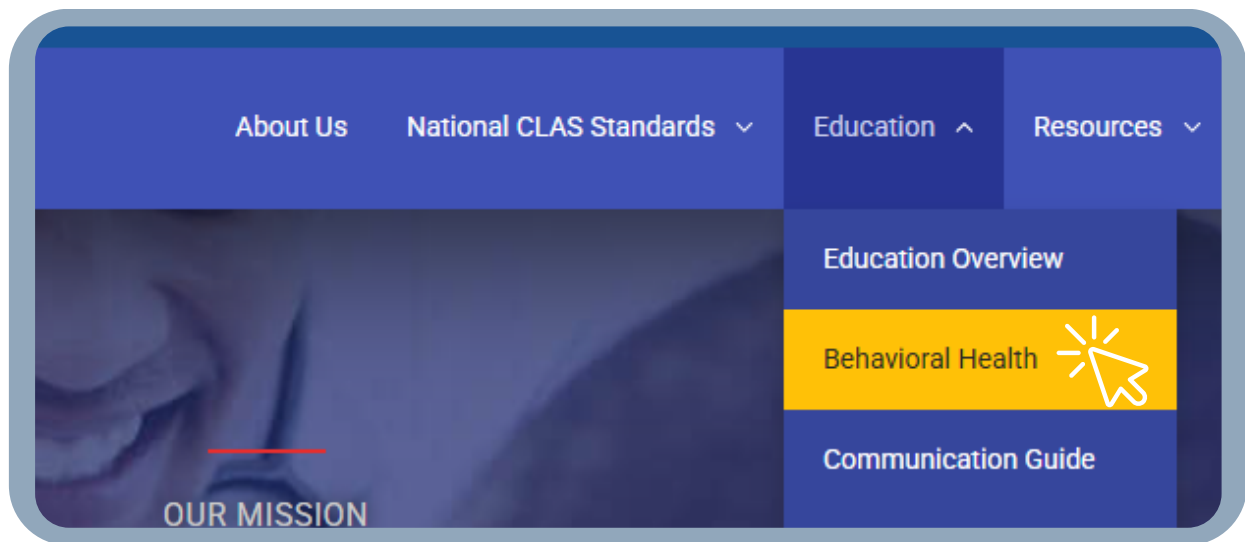 About Us National CLAS Standards Education Resources
Education Overview
Behavioral Health
Communication Guide
OUR MISSION